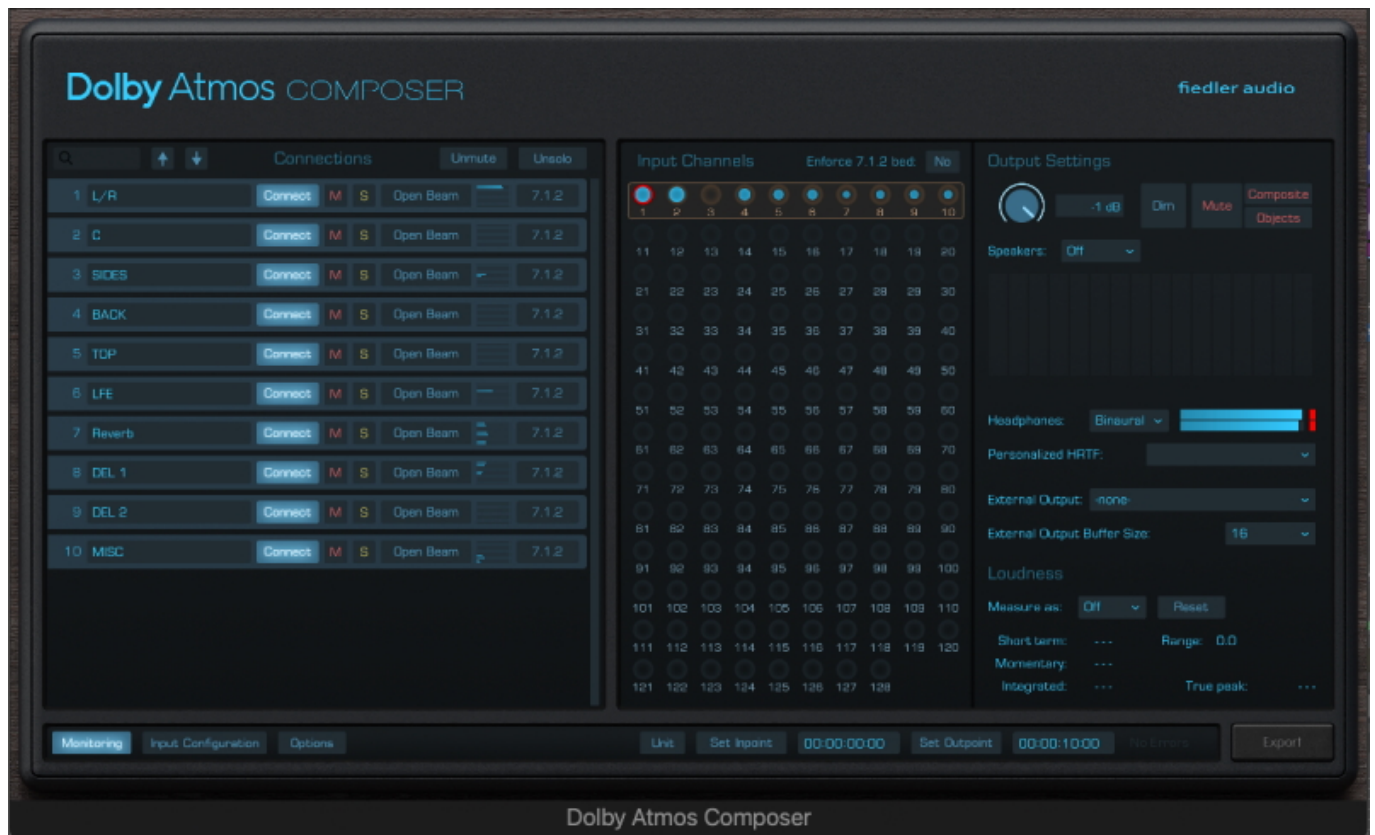 Dolby Atmos COMPOSER
fiedler audio
Connections Unmute Unsolo
1 L/R Connect M S Open Beam 7.1.2
2 C Connect M S Open Beam 7.1.2
3 SIDES Connect M S Open Beam 7.1.2
4 BACK Connect M S Open Beam 7.1.2
5 TOP Connect M S Open Beam 7.1.2
6 LFE Connect M S Open Beam 7.1.2
7 Reverb Connect M S Open Beam 7.1.2
8 DEL 1 Connect M S Open Beam 7.1.2
9 DEL 2 Connect M S Open Beam 7.1.2
10 MISC Connect M S Open Beam 7.1.2
Input Channels Enforce 7.1.2 bed: No
1 2 3 4 5 6 7 8 9 10
11 12 13 14 15 16 17 18 19 20
21 22 23 24 25 26 27 28 29 30
31 32 33 34 35 36 37 38 39 40
41 42 43 44 45 46 47 48 49 50
51 52 53 54 55 56 57 58 59 60
61 62 63 64 65 66 67 68 69 70
71 72 73 74 75 76 77 78 79 80
81 82 83 84 85 86 87 88 89 90
91 92 93 94 95 96 97 98 99 100
101 102 103 104 105 106 107 108 109 110
111 112 113 114 115 116 117 118 119 120
121 122 123 124 125 126 127 128
Output Settings
-1 dB Dim Mute Composite
Objects
Speakers: Off
Headphones: Binaural
Personalized HRTF:
External Output: -none-
External Output Buffer Size: 16
Loudness
Measure as: Off Reset
Short term: --- Range: 0.0
Momentary: ---
Integrated: --- True peak: ---
Monitoring Input Configuration Options Unit Set Inpoint 00:00:00:00 Set Outpoint 00:00:10:00 No Errors Export
Dolby Atmos Composer